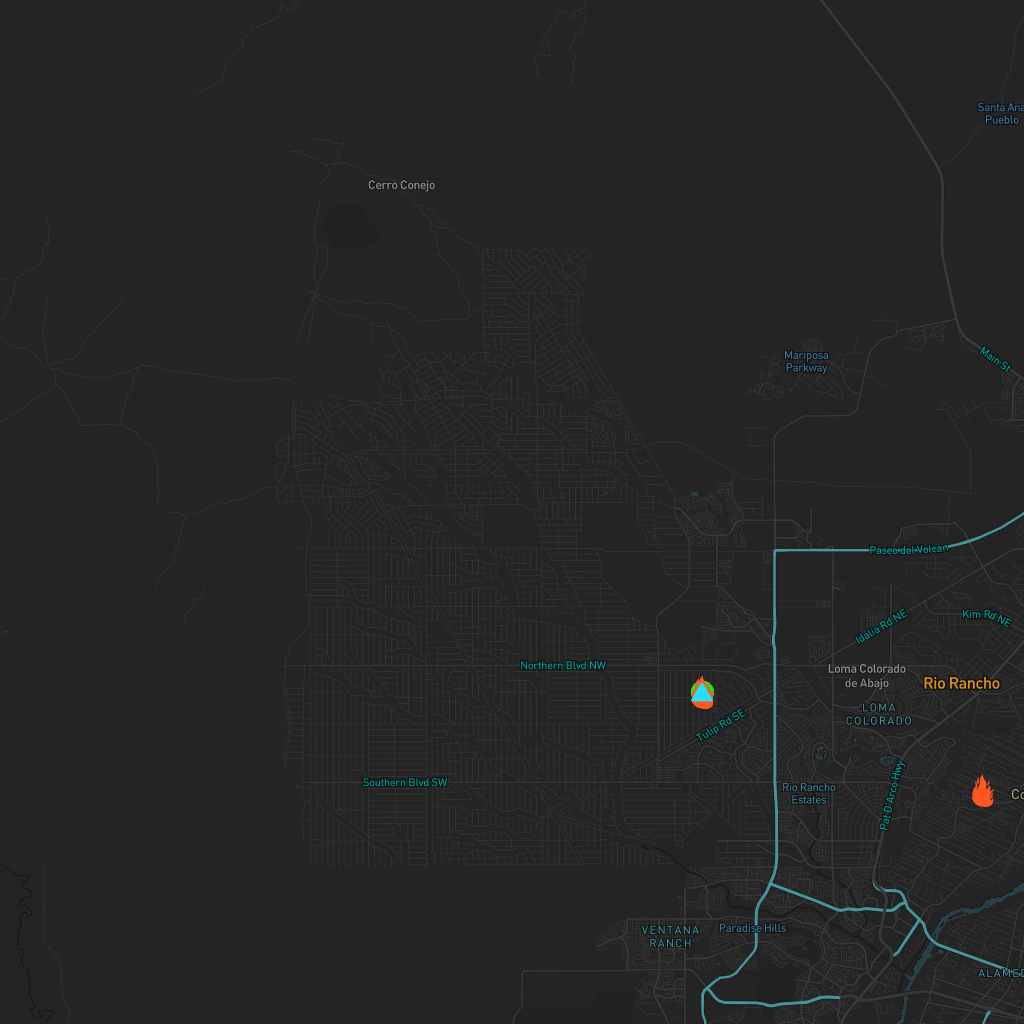 Santa Ana
Pueblo
Cerro Conejo
Main St
Mariposa
Parkway
Paseo del Volcan
Idalia Rd NE
Kim Rd NE
Northern Blvd NW
Loma Colorado
de Abajo
Rio Rancho
LOMA
COLORADO
Tulip Rd SE
Southern Blvd SW
Rio Rancho
Estates
Pat D'Arco Hwy
Co
VENTANA
RANCH
Paradise Hills
ALAMED